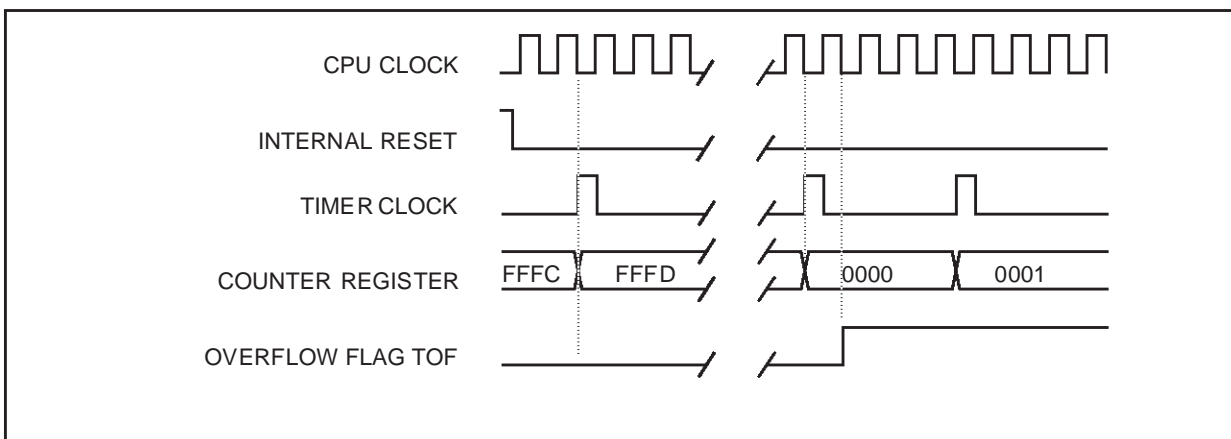 CPU CLOCK
INTERNAL RESET
TIMER CLOCK
COUNTER REGISTER
FFFC
FFFD
0000
0001
OVERFLOW FLAG TOF